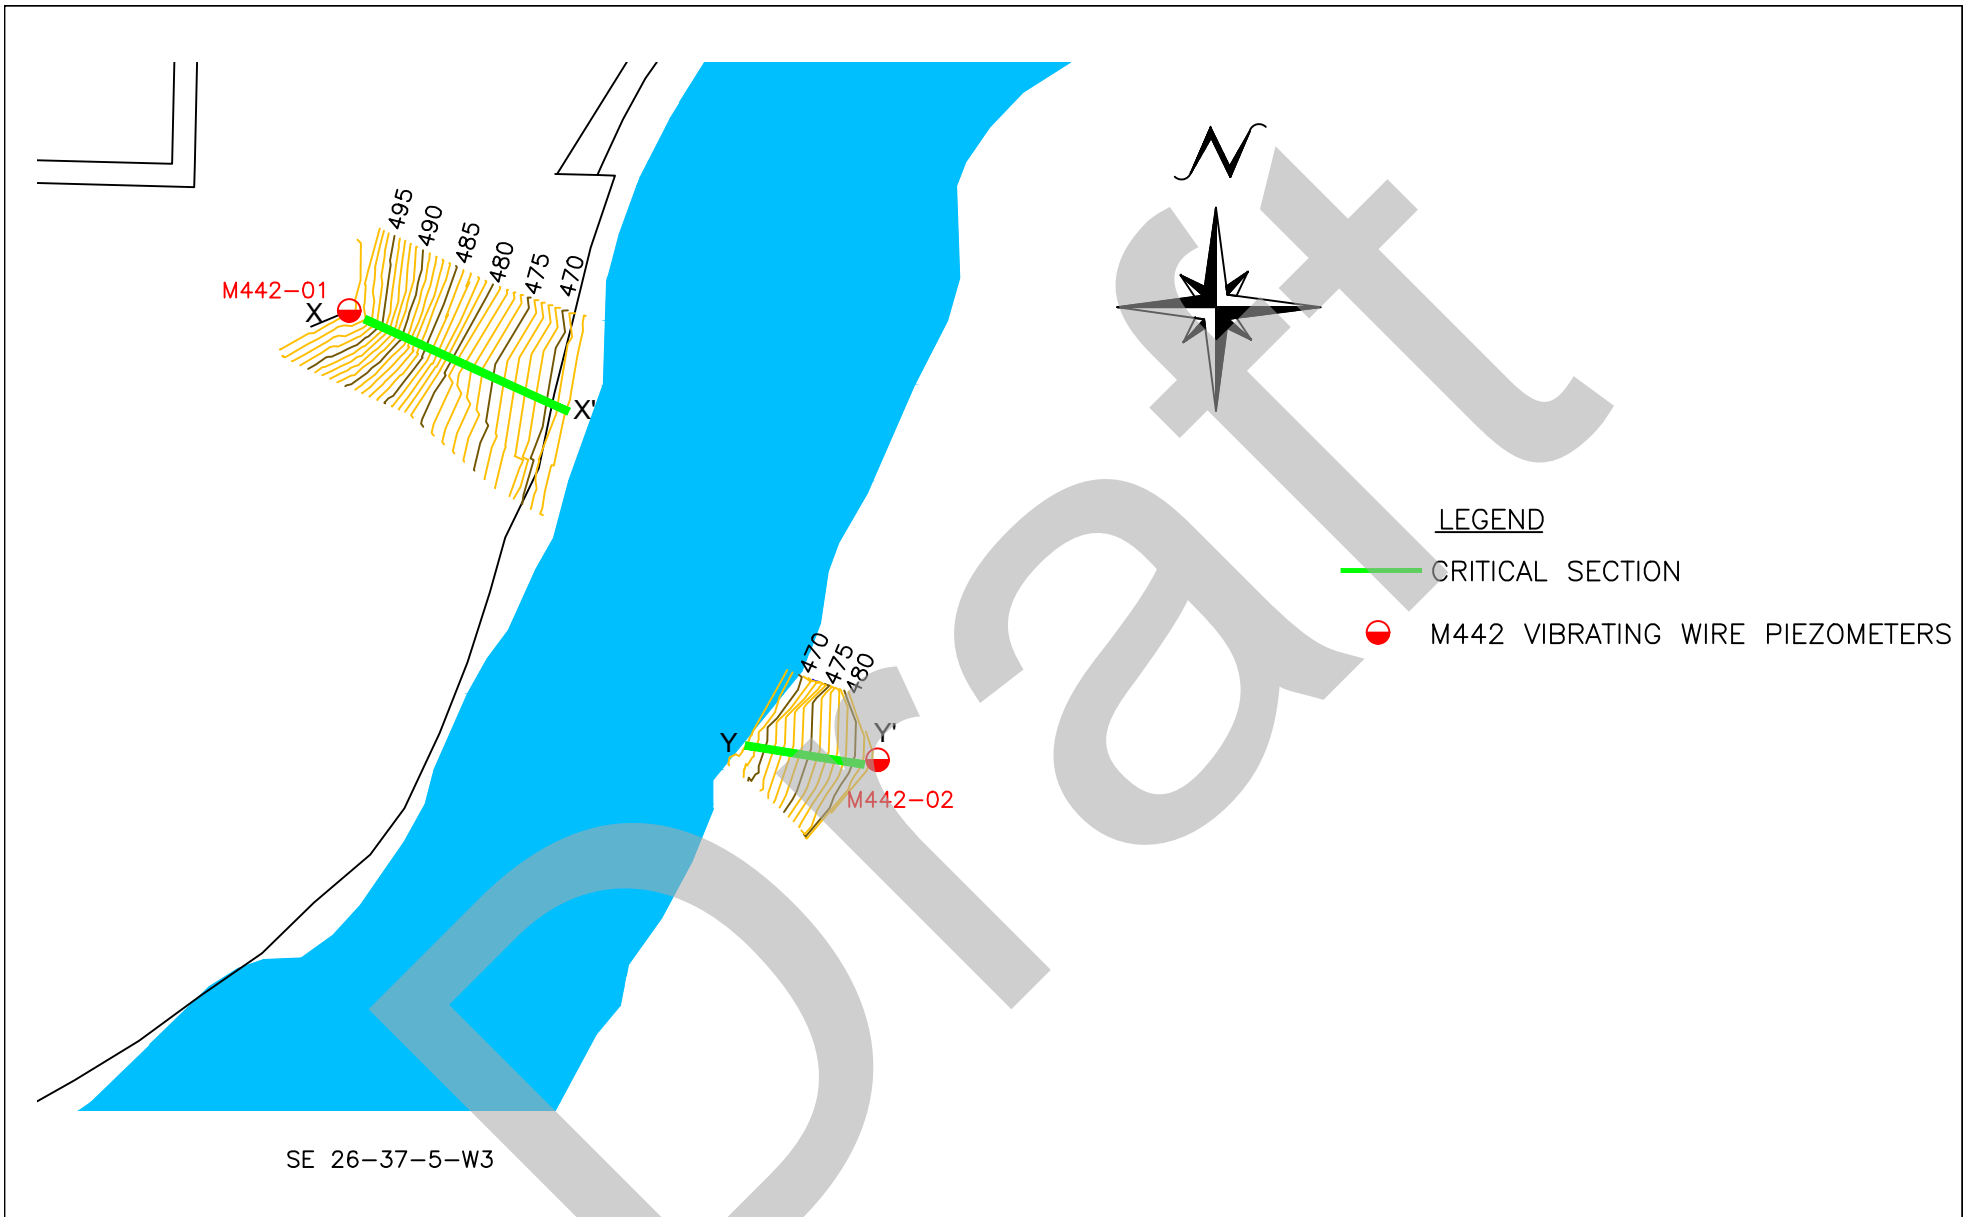 N
495
490
485
480
475
470
M442-01
X
X'
LEGEND
CRITICAL SECTION
M442 VIBRATING WIRE PIEZOMETERS
470
475
480
Y
Y'
M442-02
SE 26-37-5-W3
Draft